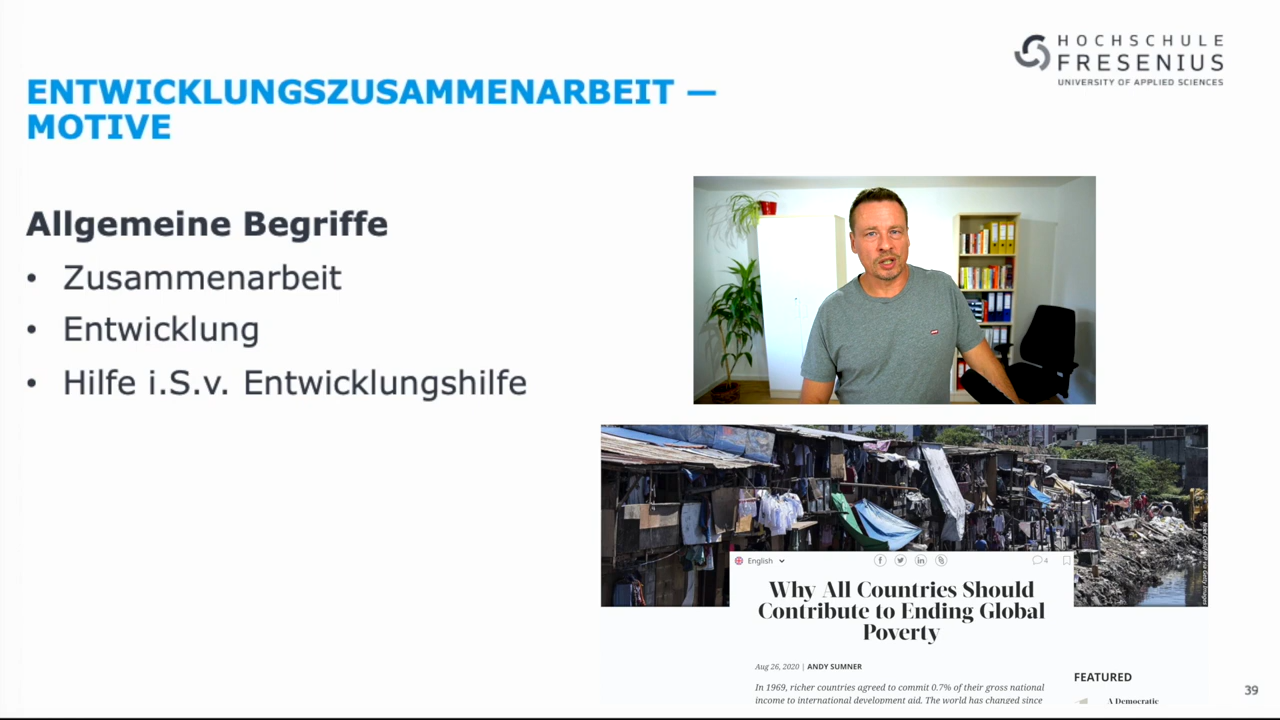 HOCHSCHULE
FRESENIUS
UNIVERSITY OF APPLIED SCIENCES
ENTWICKLUNGSZUSAMMENARBEIT —
MOTIVE
Allgemeine Begriffe
• Zusammenarbeit
• Entwicklung
• Hilfe i.S.v. Entwicklungshilfe
English
4
Why All Countries Should
Contribute to Ending Global
Poverty
Aug 26, 2020 | ANDY SUMNER
In 1969, richer countries agreed to commit 0.7% of their gross national
income to international development aid. The world has changed since
FEATURED
A Democratic
39